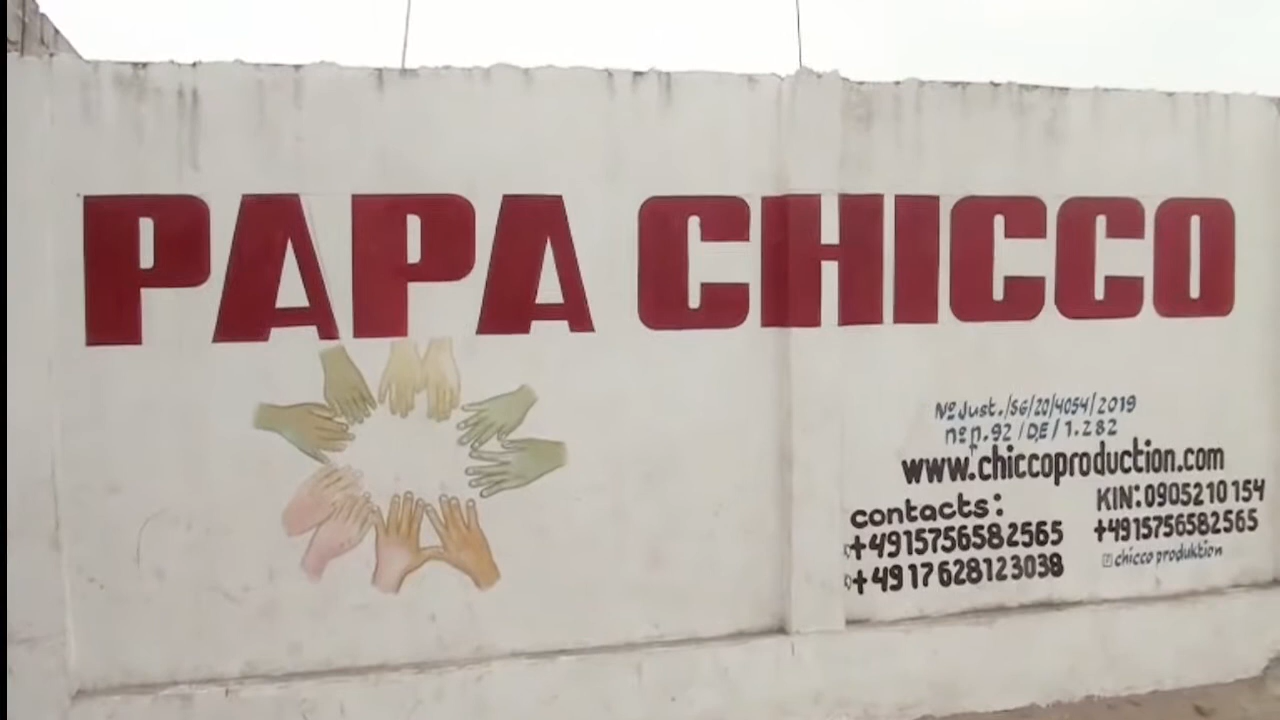 PAPA CHICCO
Nº Just./SG/20/4054/2019
nº n.92/DE/1.282
www.chiccoproduction.com
contacts:
+4915756582565
+4917628123038
KIN:0905210154
+4915756582565
chicco produktion